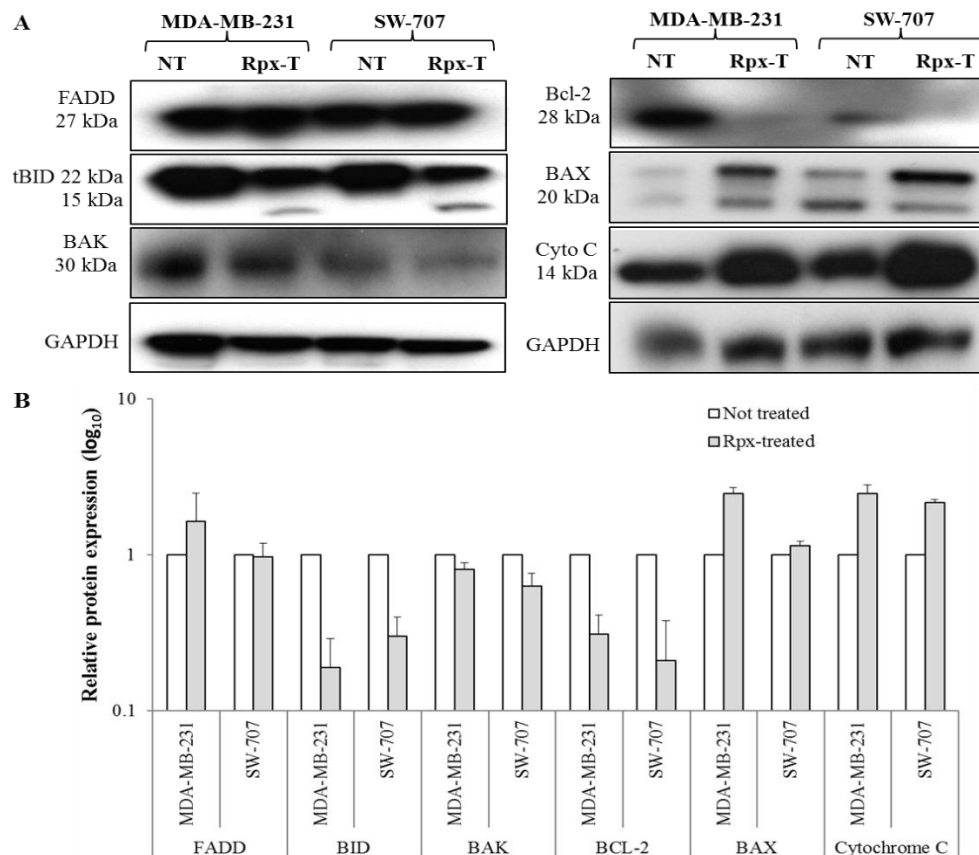 A
MDA-MB-231 SW-707
NT Rpx-T NT Rpx-T
FADD
27 kDa
tBID 22 kDa
15 kDa
BAK
30 kDa
GAPDH
MDA-MB-231 SW-707
NT Rpx-T NT Rpx-T
Bcl-2
28 kDa
BAX
20 kDa
Cyto C
14 kDa
GAPDH
B
Relative protein expression (log10)
10
1
0.1
Not treated
Rpx-treated
MDA-MB-231 SW-707 MDA-MB-231 SW-707 MDA-MB-231 SW-707 MDA-MB-231 SW-707 MDA-MB-231 SW-707 MDA-MB-231 SW-707
FADD BID BAK BCL-2 BAX Cytochrome C